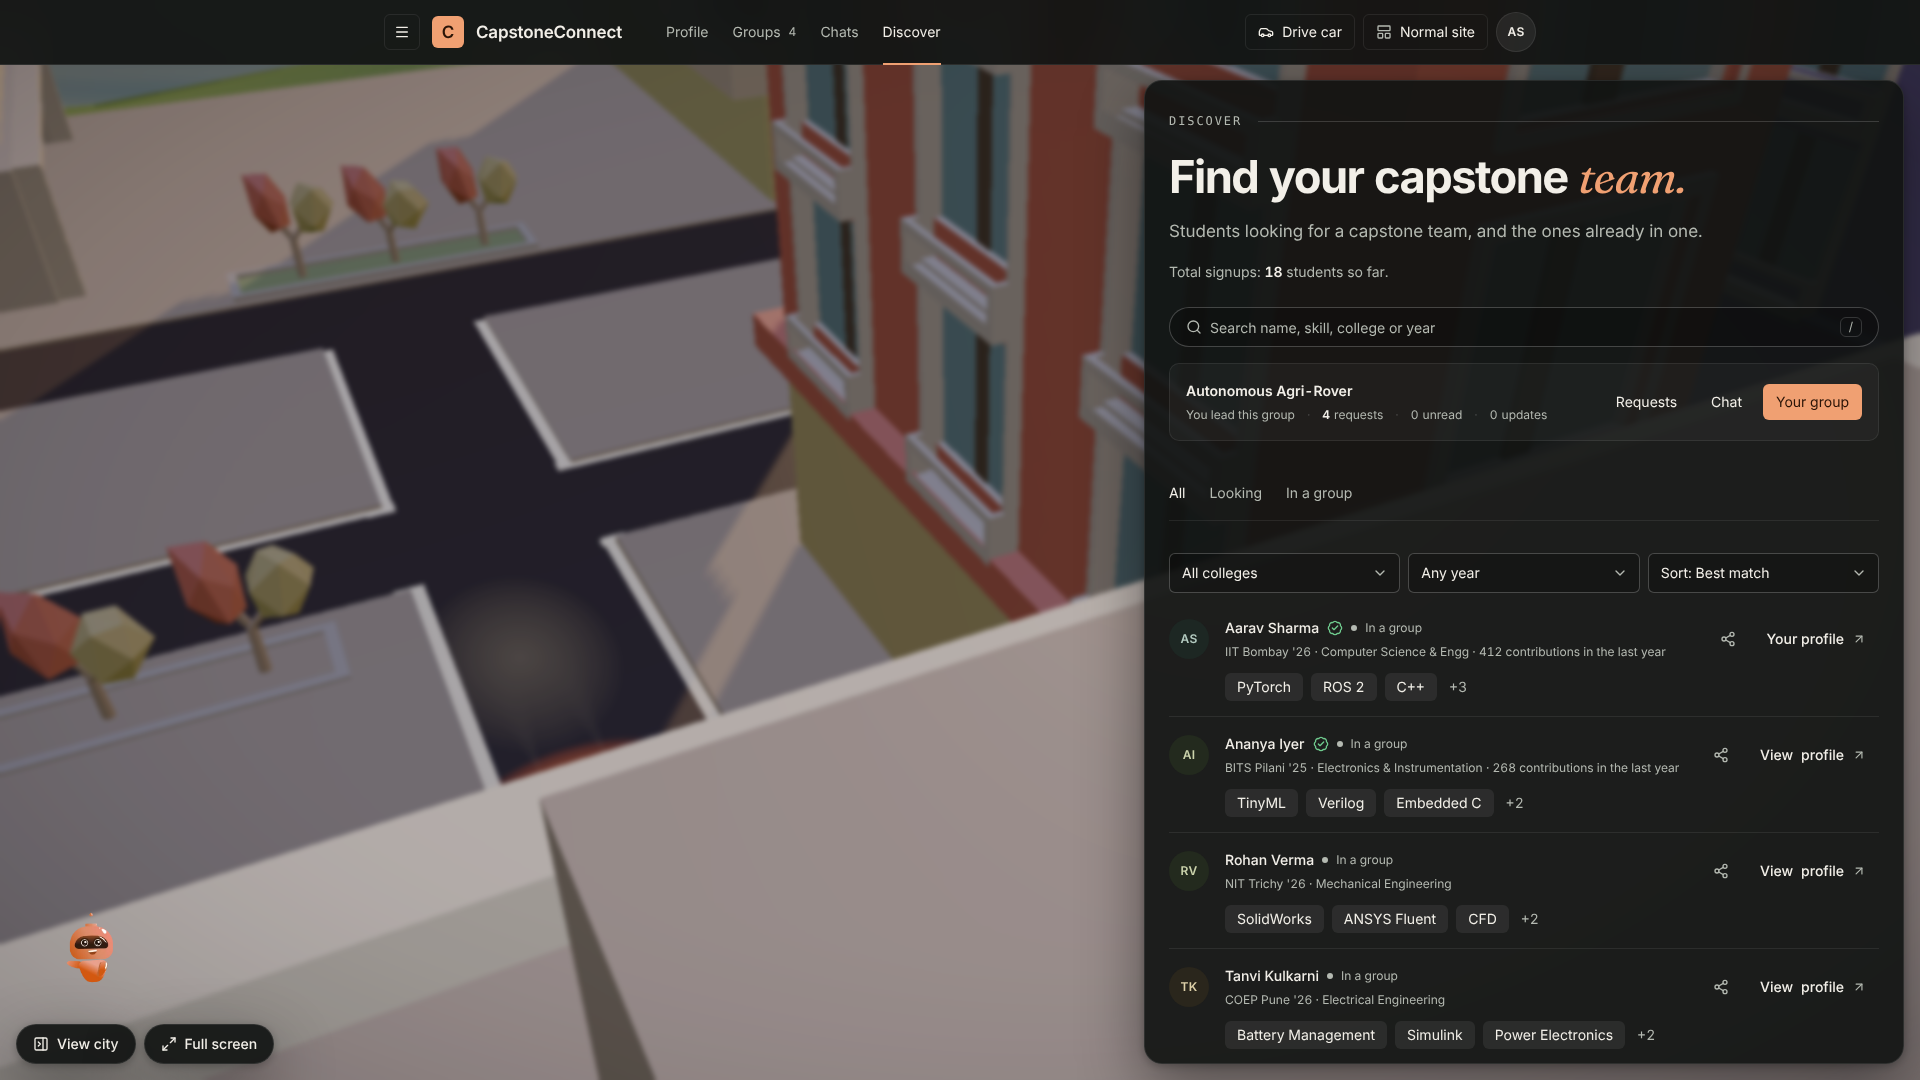 C CapstoneConnect Profile Groups 4 Chats Discover Drive car Normal site AS
DISCOVER
Find your capstone team.
Students looking for a capstone team, and the ones already in one.
Total signups: 18 students so far.
Search name, skill, college or year /
Autonomous Agri-Rover
You lead this group · 4 requests · 0 unread · 0 updates
Requests Chat Your group
All Looking In a group
All colleges Any year Sort: Best match
AS Aarav Sharma In a group
IIT Bombay '26 · Computer Science & Engg · 412 contributions in the last year
Your profile
PyTorch ROS 2 C++ +3
AI Ananya Iyer In a group
BITS Pilani '25 · Electronics & Instrumentation · 268 contributions in the last year
View profile
TinyML Verilog Embedded C +2
RV Rohan Verma In a group
NIT Trichy '26 · Mechanical Engineering
View profile
SolidWorks ANSYS Fluent CFD +2
TK Tanvi Kulkarni In a group
COEP Pune '26 · Electrical Engineering
View profile
Battery Management Simulink Power Electronics +2
View city Full screen